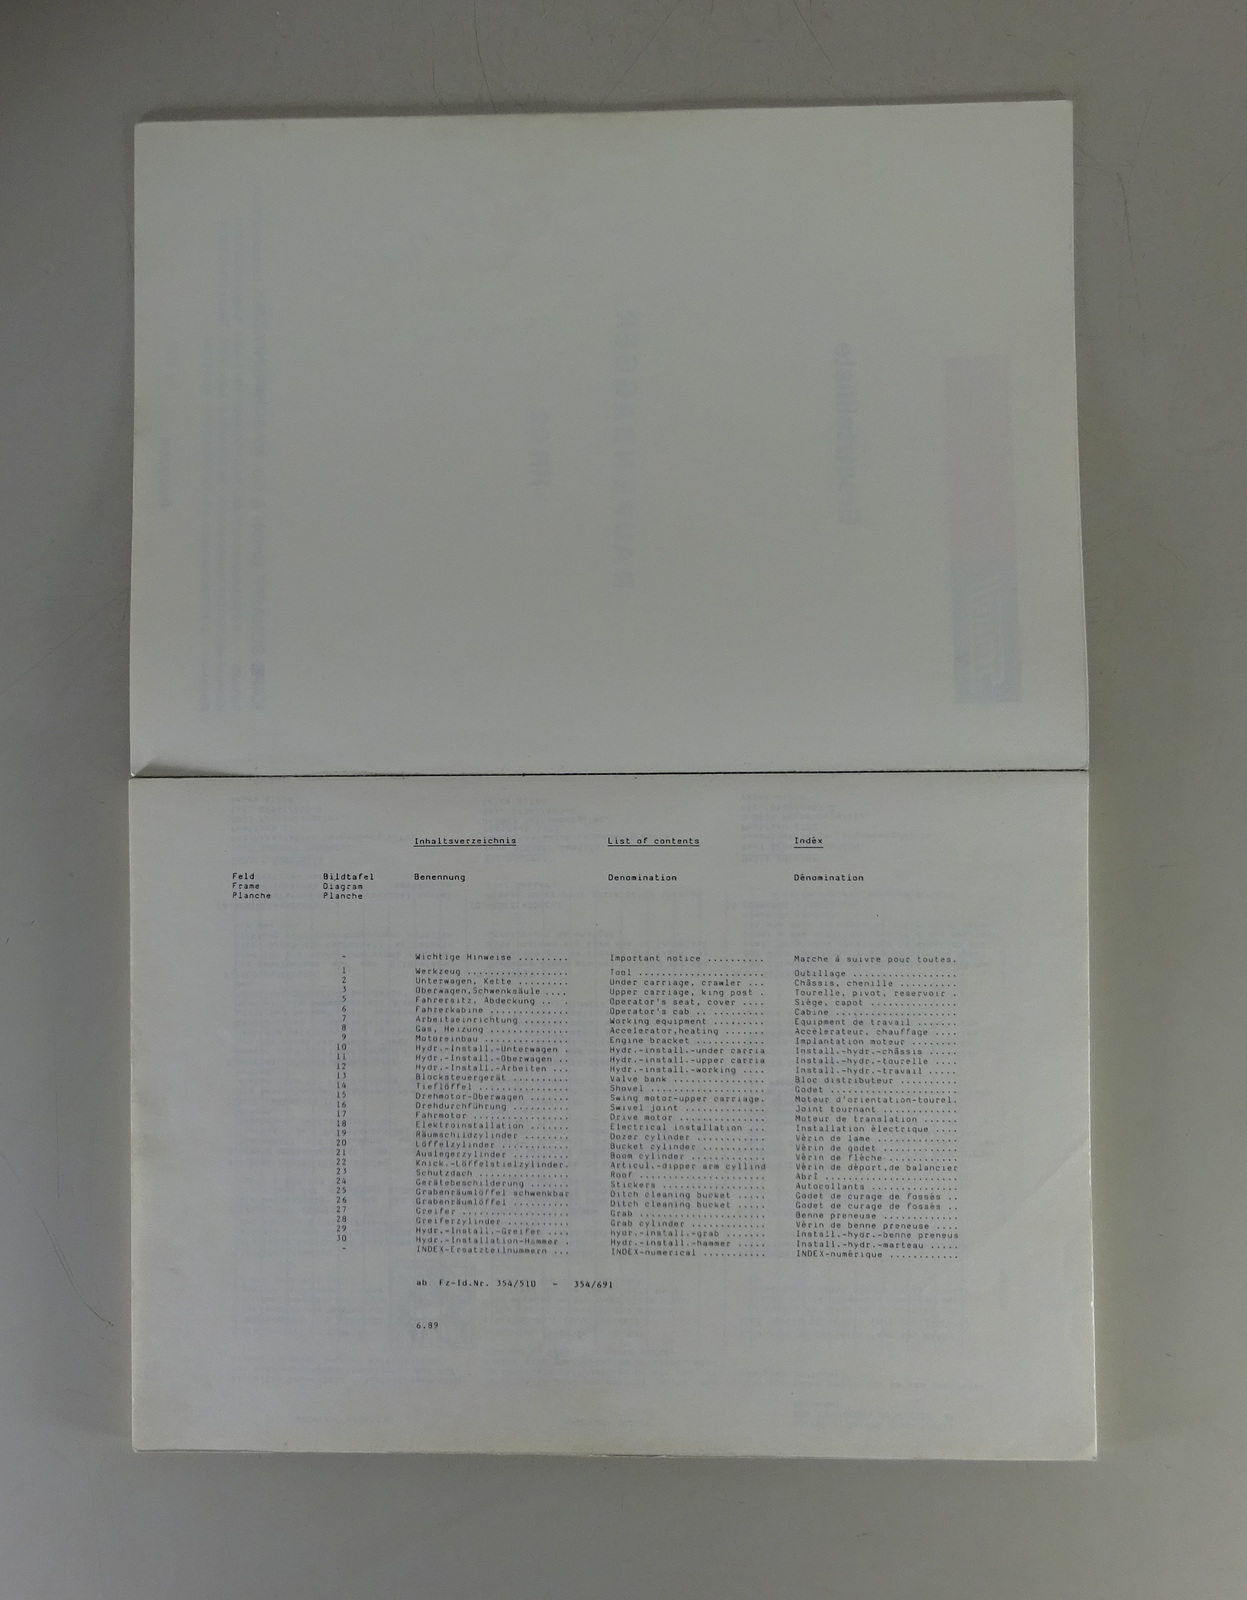 Inhaltsverzeichnis List of contents Indèx
Feld Bildtafel Benennung Denomination Dénomination
Frame Diagram
Planche Planche
- Wichtige Hinweise ......... Important notice .......... Marche á suivre pour toutes.
1 Werkzeug .................. Tool ...................... Outillage ..................
2 Unterwagen, Kette ......... Under carriage, crawler ... Châssis, chenille ..........
3 Oberwagen,Schwenksäule .... Upper carriage, king post . Tourelle, pivot, reservoir .
5 Fahrersitz, Abdeckung .. . Operator's seat, cover .... Siège, capot ...............
6 Fahrerkabine .............. Operator's cab .. ......... Cabine .....................
7 Arbeitseinrichtung ........ Working equipment ......... Equipment de travail .......
8 Gas, Heizung .............. Accelerator,heating ....... Accélerateur, chauffage ....
9 Motoreinbau ............... Engine bracket ............ Implantation moteur ........
10 Hydr.-Install.-Unterwagen . Hydr.-install.-under carria Install.-hydr.-châssis .....
11 Hydr.-Install.-Oberwagen .. Hydr.-install.-upper carria Install.-hydr.-tourelle ....
12 Hydr.-Install.-Arbeiten ... Hydr.-install.-working .... Install.-hydr.-travail .....
13 Blocksteuergerät .......... Valve bank ................ Bloc distributeur ..........
14 Tieflöffel ................ Shovel .................... Godet ......................
15 Drehmotor-Oberwagen ....... Swing motor-upper carriage. Moteur d'orientation-tourel.
16 Drehdurchführung .......... Swivel joint .............. Joint tournant .............
17 Fahrmotor ................. Drive motor ............... Moteur de translation ......
18 Elektroinstallation ....... Electrical installation ... Installation électrique ....
19 Räumschildzylinder ........ Dozer cylinder ............ Vérin de lame ..............
20 Löffelzylinder ............ Bucket cylinder ........... Vérin de godet .............
21 Auslegerzylinder .......... Boom cylinder ............. Vérin de flèche ............
22 Knick.-Löffelstielzylinder. Articul.-dipper arm cyllind Vérin de déport.de balancier
23 Schutzdach ................ Roof ...................... Abrî .......................
24 Gerätebeschilderung ....... Stickers .................. Autocollants ...............
25 Grabenräumlöffel schwenkbar Ditch cleaning bucket ..... Godet de curage de fossés ..
26 Grabenräumlöffel .......... Ditch cleaning bucket ..... Godet de curage de fossés ..
27 Greifer ................... Grab ...................... Benne preneuse .............
28 Greiferzylinder ........... Grab cylinder ............. Vérin de benne preneuse ....
29 Hydr.-Install.-Greifer .... hydr.-install.-grab ....... Install-hydr.-benne preneus
30 Hydr.-Installation-Hammer . Hydr.-install.-hammer ..... Install.-hydr.-marteau .....
- INDEX-Ersatzteilnummern ... INDEX-numerical ........... INDEX-numérique ............
ab Fz-Id.Nr. 354/510 - 354/691
6.89